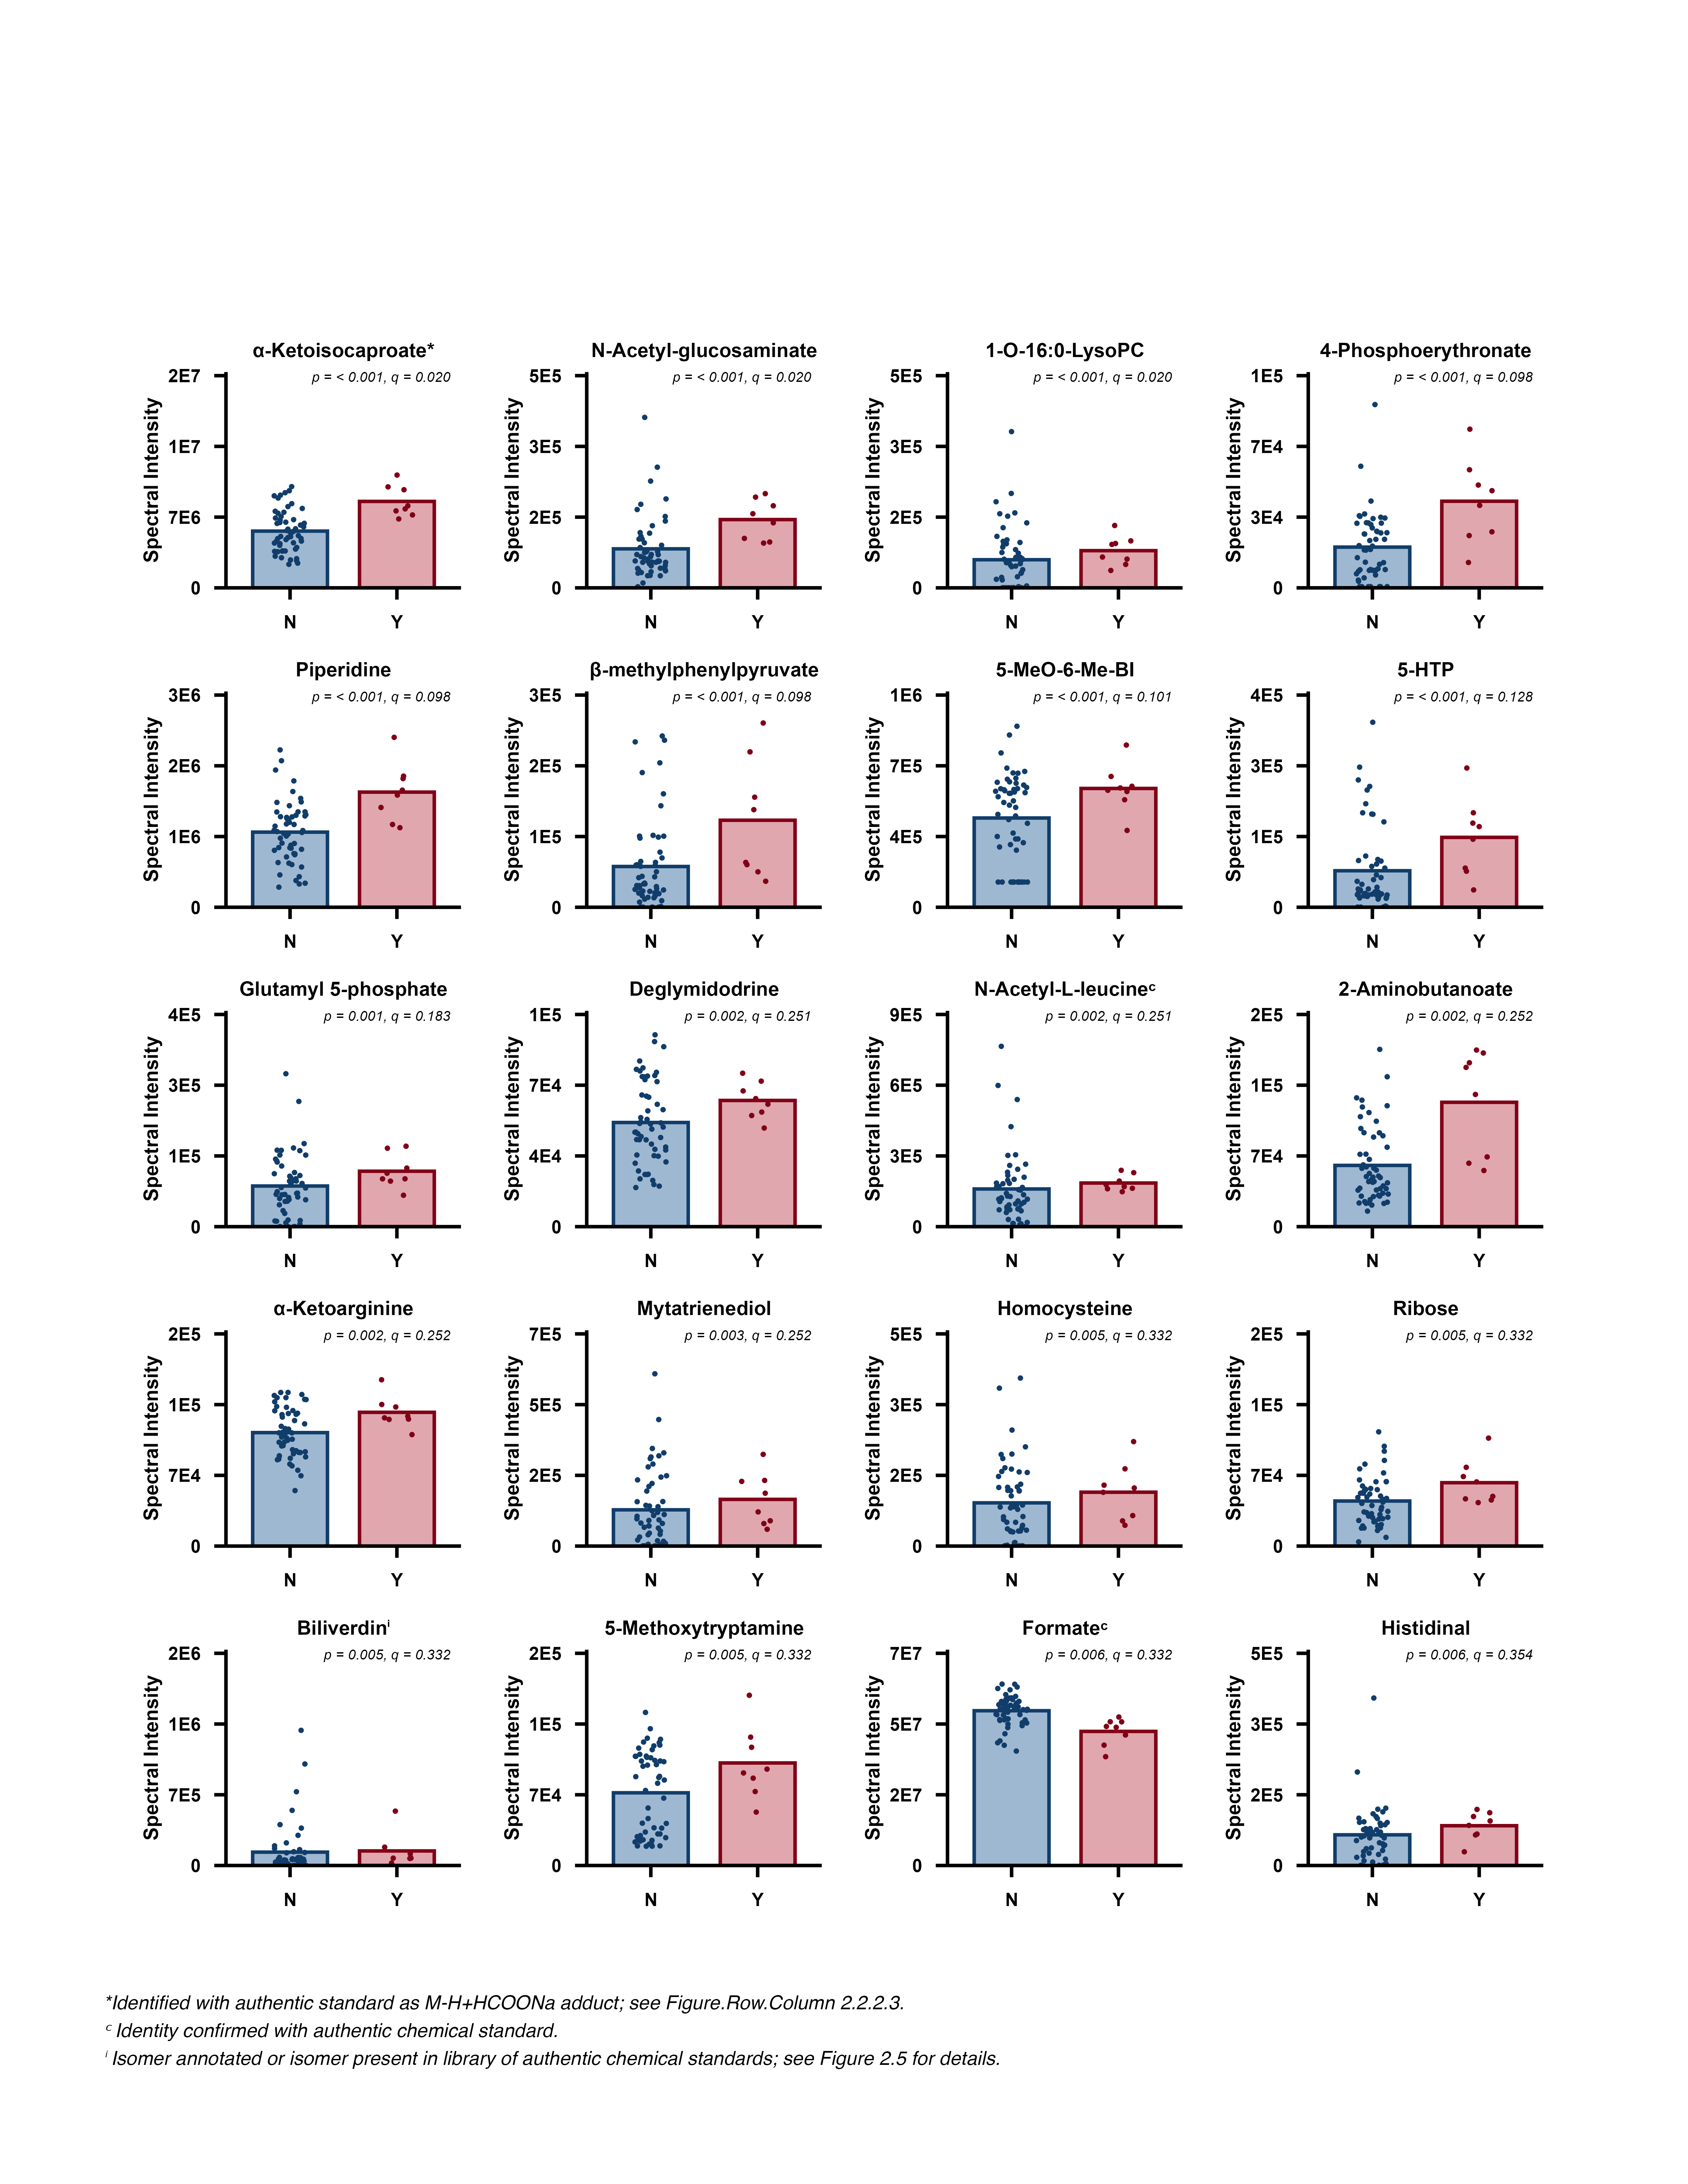 α-Ketoisocaproate*
p = < 0.001, q = 0.020
Spectral Intensity
2E7
1E7
7E6
0
N Y
N-Acetyl-glucosaminate
p = < 0.001, q = 0.020
Spectral Intensity
5E5
3E5
2E5
0
N Y
1-O-16:0-LysoPC
p = < 0.001, q = 0.020
Spectral Intensity
5E5
3E5
2E5
0
N Y
4-Phosphoerythronate
p = < 0.001, q = 0.098
Spectral Intensity
1E5
7E4
3E4
0
N Y
Piperidine
p = < 0.001, q = 0.098
Spectral Intensity
3E6
2E6
1E6
0
N Y
β-methylphenylpyruvate
p = < 0.001, q = 0.098
Spectral Intensity
3E5
2E5
1E5
0
N Y
5-MeO-6-Me-BI
p = < 0.001, q = 0.101
Spectral Intensity
1E6
7E5
4E5
0
N Y
5-HTP
p = < 0.001, q = 0.128
Spectral Intensity
4E5
3E5
1E5
0
N Y
Glutamyl 5-phosphate
p = 0.001, q = 0.183
Spectral Intensity
4E5
3E5
1E5
0
N Y
Deglymidodrine
p = 0.002, q = 0.251
Spectral Intensity
1E5
7E4
4E4
0
N Y
N-Acetyl-L-leucineᶜ
p = 0.002, q = 0.251
Spectral Intensity
9E5
6E5
3E5
0
N Y
2-Aminobutanoate
p = 0.002, q = 0.252
Spectral Intensity
2E5
1E5
7E4
0
N Y
α-Ketoarginine
p = 0.002, q = 0.252
Spectral Intensity
2E5
1E5
7E4
0
N Y
Mytatrienediol
p = 0.003, q = 0.252
Spectral Intensity
7E5
5E5
2E5
0
N Y
Homocysteine
p = 0.005, q = 0.332
Spectral Intensity
5E5
3E5
2E5
0
N Y
Ribose
p = 0.005, q = 0.332
Spectral Intensity
2E5
1E5
7E4
0
N Y
Biliverdinⁱ
p = 0.005, q = 0.332
Spectral Intensity
2E6
1E6
7E5
0
N Y
5-Methoxytryptamine
p = 0.005, q = 0.332
Spectral Intensity
2E5
1E5
7E4
0
N Y
Formateᶜ
p = 0.006, q = 0.332
Spectral Intensity
7E7
5E7
2E7
0
N Y
Histidinal
p = 0.006, q = 0.354
Spectral Intensity
5E5
3E5
2E5
0
N Y
*Identified with authentic standard as M-H+HCOONa adduct; see Figure.Row.Column 2.2.2.3.
ᶜ Identity confirmed with authentic chemical standard.
ⁱ Isomer annotated or isomer present in library of authentic chemical standards; see Figure 2.5 for details.